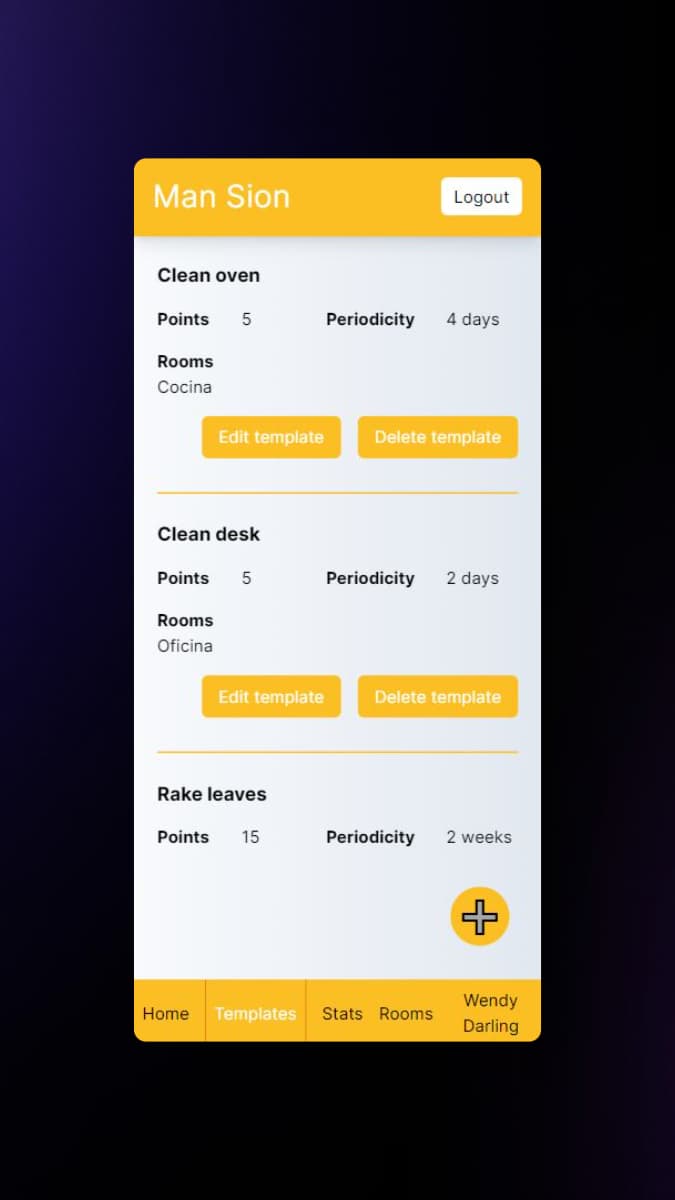 Man Sion
Logout
Clean oven
Points 5 Periodicity 4 days
Rooms
Cocina
Edit template Delete template
Clean desk
Points 5 Periodicity 2 days
Rooms
Oficina
Edit template Delete template
Rake leaves
Points 15 Periodicity 2 weeks
Home Templates Stats Rooms Wendy
Darling